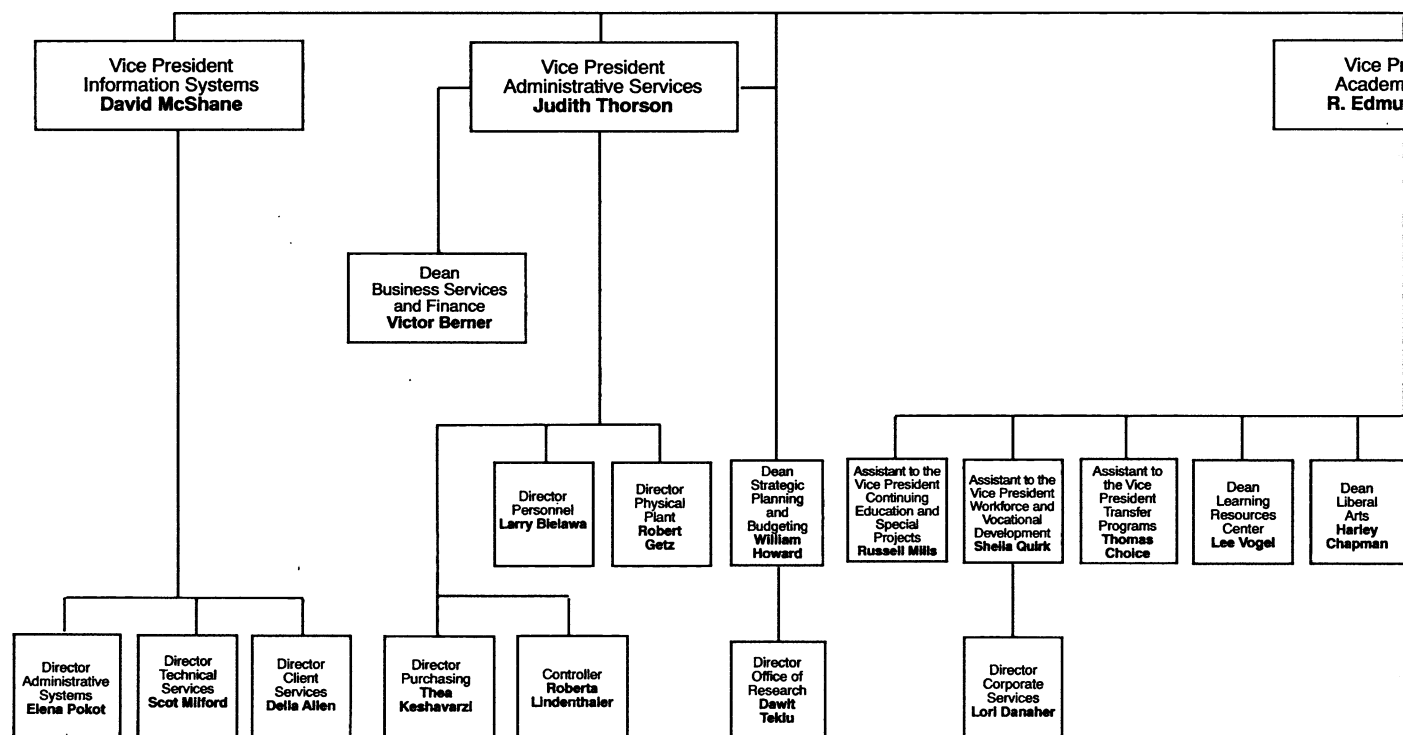 Vice President
Information Systems
David McShane
Vice President
Administrative Services
Judith Thorson
Vice Pr
Academ
R. Edmu
Dean
Business Services
and Finance
Victor Berner
Director
Personnel
Larry Bielawa
Director
Physical
Plant
Robert
Getz
Dean
Strategic
Planning
and
Budgeting
William
Howard
Assistant to the
Vice President
Continuing
Education and
Special
Projects
Russell Mills
Assistant to the
Vice President
Workforce and
Vocational
Development
Sheila Quirk
Assistant to
the Vice
President
Transfer
Programs
Thomas
Choice
Dean
Learning
Resources
Center
Lee Vogel
Dean
Liberal
Arts
Harley
Chapman
Director
Administrative
Systems
Elena Pokot
Director
Technical
Services
Scot Milford
Director
Client
Services
Delia Allen
Director
Purchasing
Thea
Keshavarzi
Controller
Roberta
Lindenthaler
Director
Office of
Research
Dawit
Teklu
Director
Corporate
Services
Lori Danaher